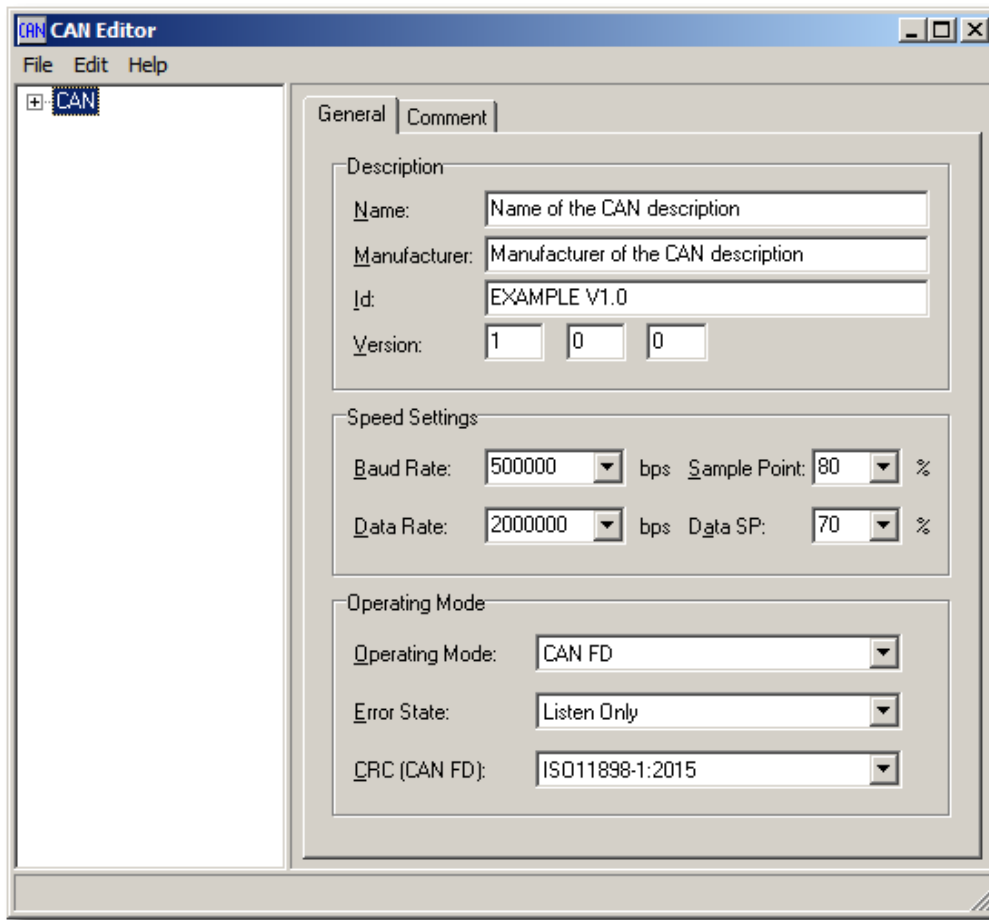 CAN CAN Editor
File Edit Help
CAN
General Comment
Description
Name: Name of the CAN description
Manufacturer: Manufacturer of the CAN description
Id: EXAMPLE V1.0
Version: 1 0 0
Speed Settings
Baud Rate: 500000 bps Sample Point: 80 %
Data Rate: 2000000 bps Data SP: 70 %
Operating Mode
Operating Mode: CAN FD
Error State: Listen Only
CRC (CAN FD): ISO11898-1:2015